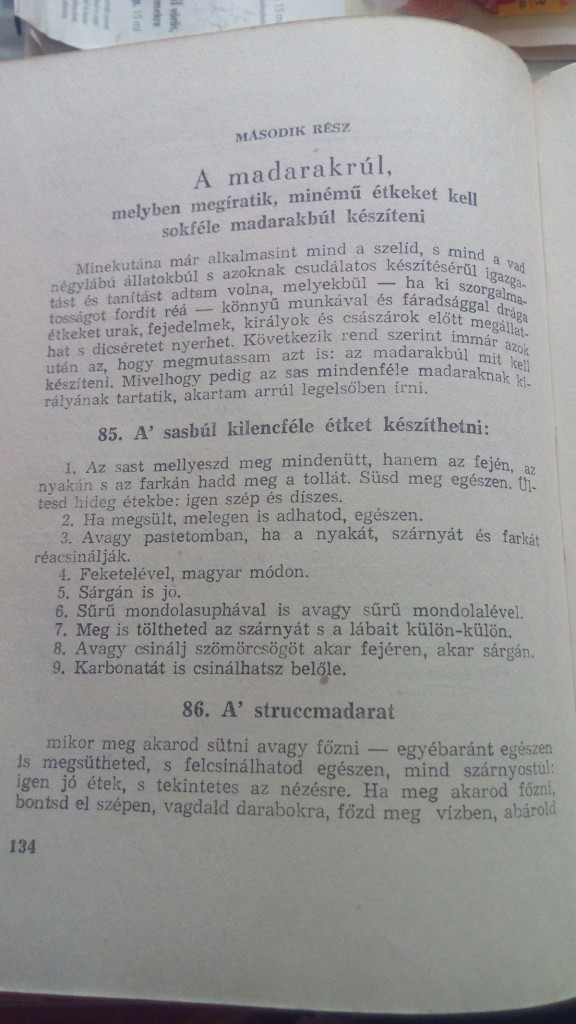 15 ml
MÁSODIK RÉSZ
A madarakrúl,
melyben megíratik, minémű étkeket kell
sokféle madarakbúl készíteni
Minekutána már alkalmasint mind a szelíd, s mind a vad
négylábú állatokbúl s azoknak csudálatos készítésérűl igazga-
tást és tanítást adtam volna, melyekbűl — ha ki szorgalma-
tosságot fordít réá — könnyű munkával és fáradsággal drága
étkeket urak, fejedelmek, királyok és császárok előtt megállat-
hat s dicséretet nyerhet. Következik rend szerint immár azok
után az, hogy megmutassam azt is: az madarakbúl mit kell
készíteni. Mivelhogy pedig az sas mindenféle madaraknak ki-
rályának tartatik, akartam arrúl legelsőben írni.
85. A' sasbúl kilencféle étket készíthetni:
1. Az sast mellyeszd meg mindenütt, hanem az fején, az
nyakán s az farkán hadd meg a tollát. Süsd meg egészen. Ül-
tesd hideg étekbe: igen szép és díszes.
2. Ha megsült, melegen is adhatod, egészen.
3. Avagy pastetomban, ha a nyakát, szárnyát és farkát
réacsinálják.
4. Feketelével, magyar módon.
5. Sárgán is jó.
6. Sűrű mondolasuphával is avagy sűrű mondolalével.
7. Meg is töltheted az szárnyát s a lábait külön-külön.
8. Avagy csinálj szömörcsögöt akar fejéren, akar sárgán.
9. Karbonatát is csinálhatsz belőle.
86. A' struccmadarat
mikor meg akarod sütni avagy főzni — egyébaránt egészen
is megsütheted, s felcsinálhatod egészen, mind szárnyostul:
igen jó étek, s tekintetes az nézésre. Ha meg akarod főzni,
bontsd el szépen, vagdald darabokra, főzd meg vízben, abárold
134